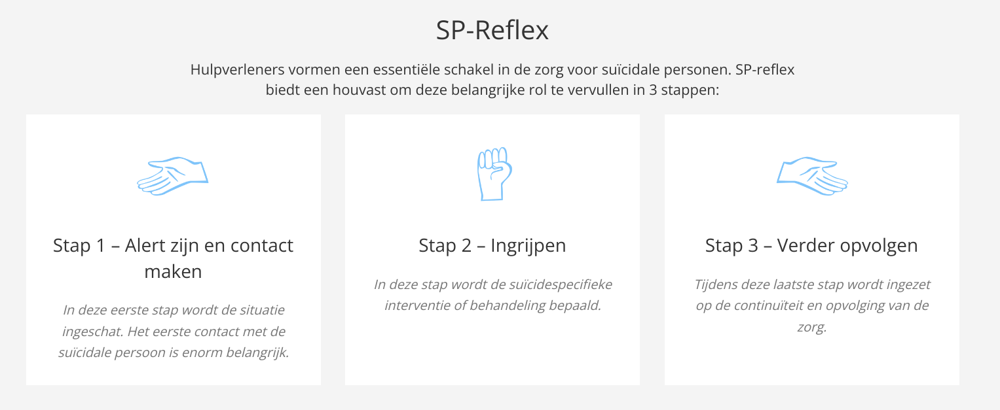 SP-Reflex
Hulpverleners vormen een essentiële schakel in de zorg voor suïcidale personen. SP-reflex
biedt een houvast om deze belangrijke rol te vervullen in 3 stappen:
Stap 1 – Alert zijn en contact
maken
In deze eerste stap wordt de situatie
ingeschat. Het eerste contact met de
suïcidale persoon is enorm belangrijk.
Stap 2 – Ingrijpen
In deze stap wordt de suïcidespecifieke
interventie of behandeling bepaald.
Stap 3 – Verder opvolgen
Tijdens deze laatste stap wordt ingezet
op de continuïteit en opvolging van de
zorg.